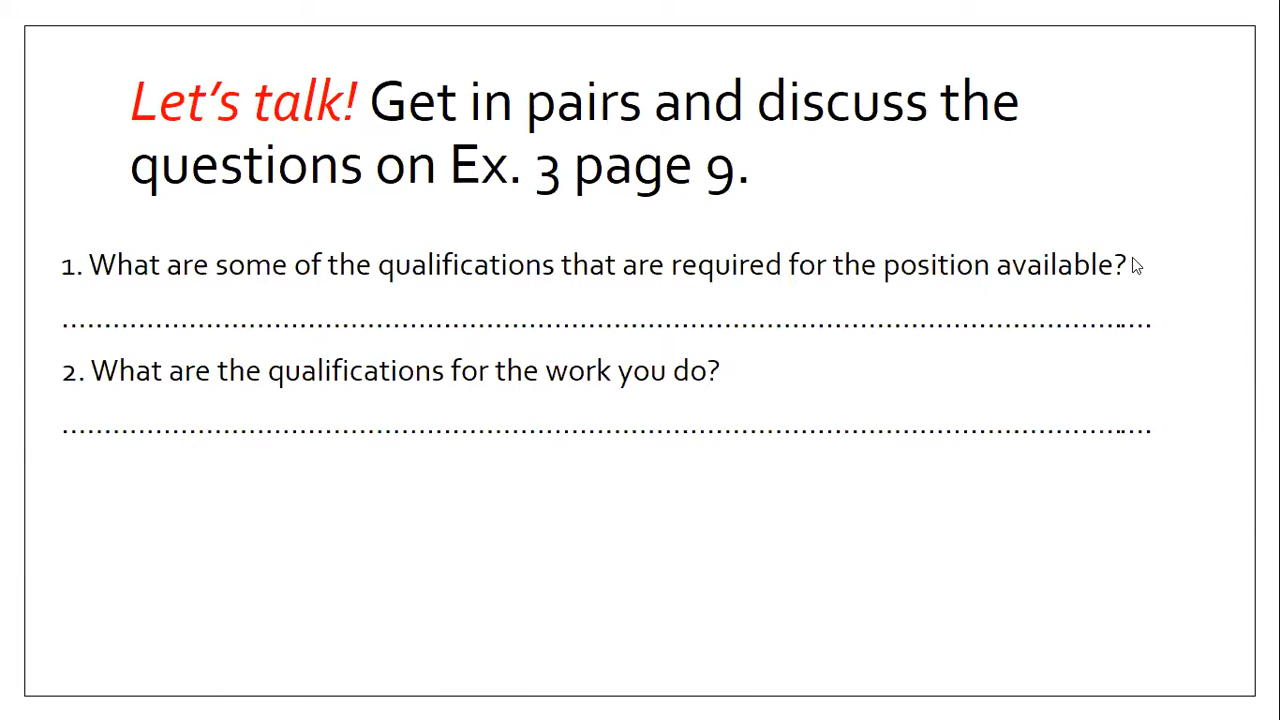 Let's talk! Get in pairs and discuss the
questions on Ex. 3 page 9.
1. What are some of the qualifications that are required for the position available?
................................................................................................................................
2. What are the qualifications for the work you do?
................................................................................................................................